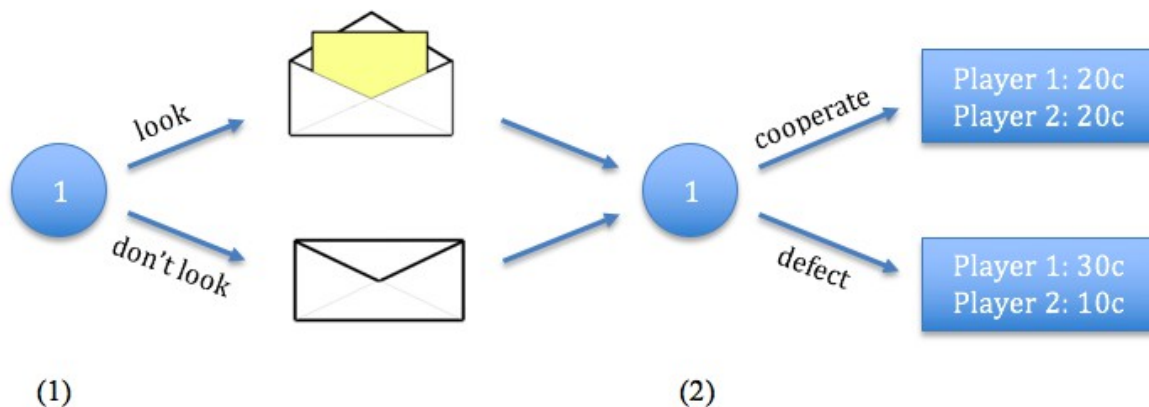 look
don't look
1
1
cooperate
defect
Player 1: 20c
Player 2: 20c
Player 1: 30c
Player 2: 10c
(1)
(2)